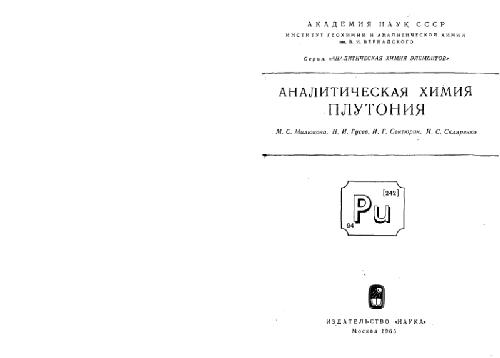 АКАДЕМИЯ НАУК СССР
ИНСТИТУТ ГЕОХИМИИ И АНАЛИТИЧЕСКОЙ ХИМИИ
им. В. И. ВЕРНАДСКОГО
Серия «АНАЛИТИЧЕСКАЯ ХИМИЯ ЭЛЕМЕНТОВ»
АНАЛИТИЧЕСКАЯ ХИМИЯ
ПЛУТОНИЯ
М. С. Милюкова, Н. И. Гусев, И. Г. Сентюрин, И. С. Скляренко
[242]
Pu
94
ИЗДАТЕЛЬСТВО «НАУКА»
Москва 1965